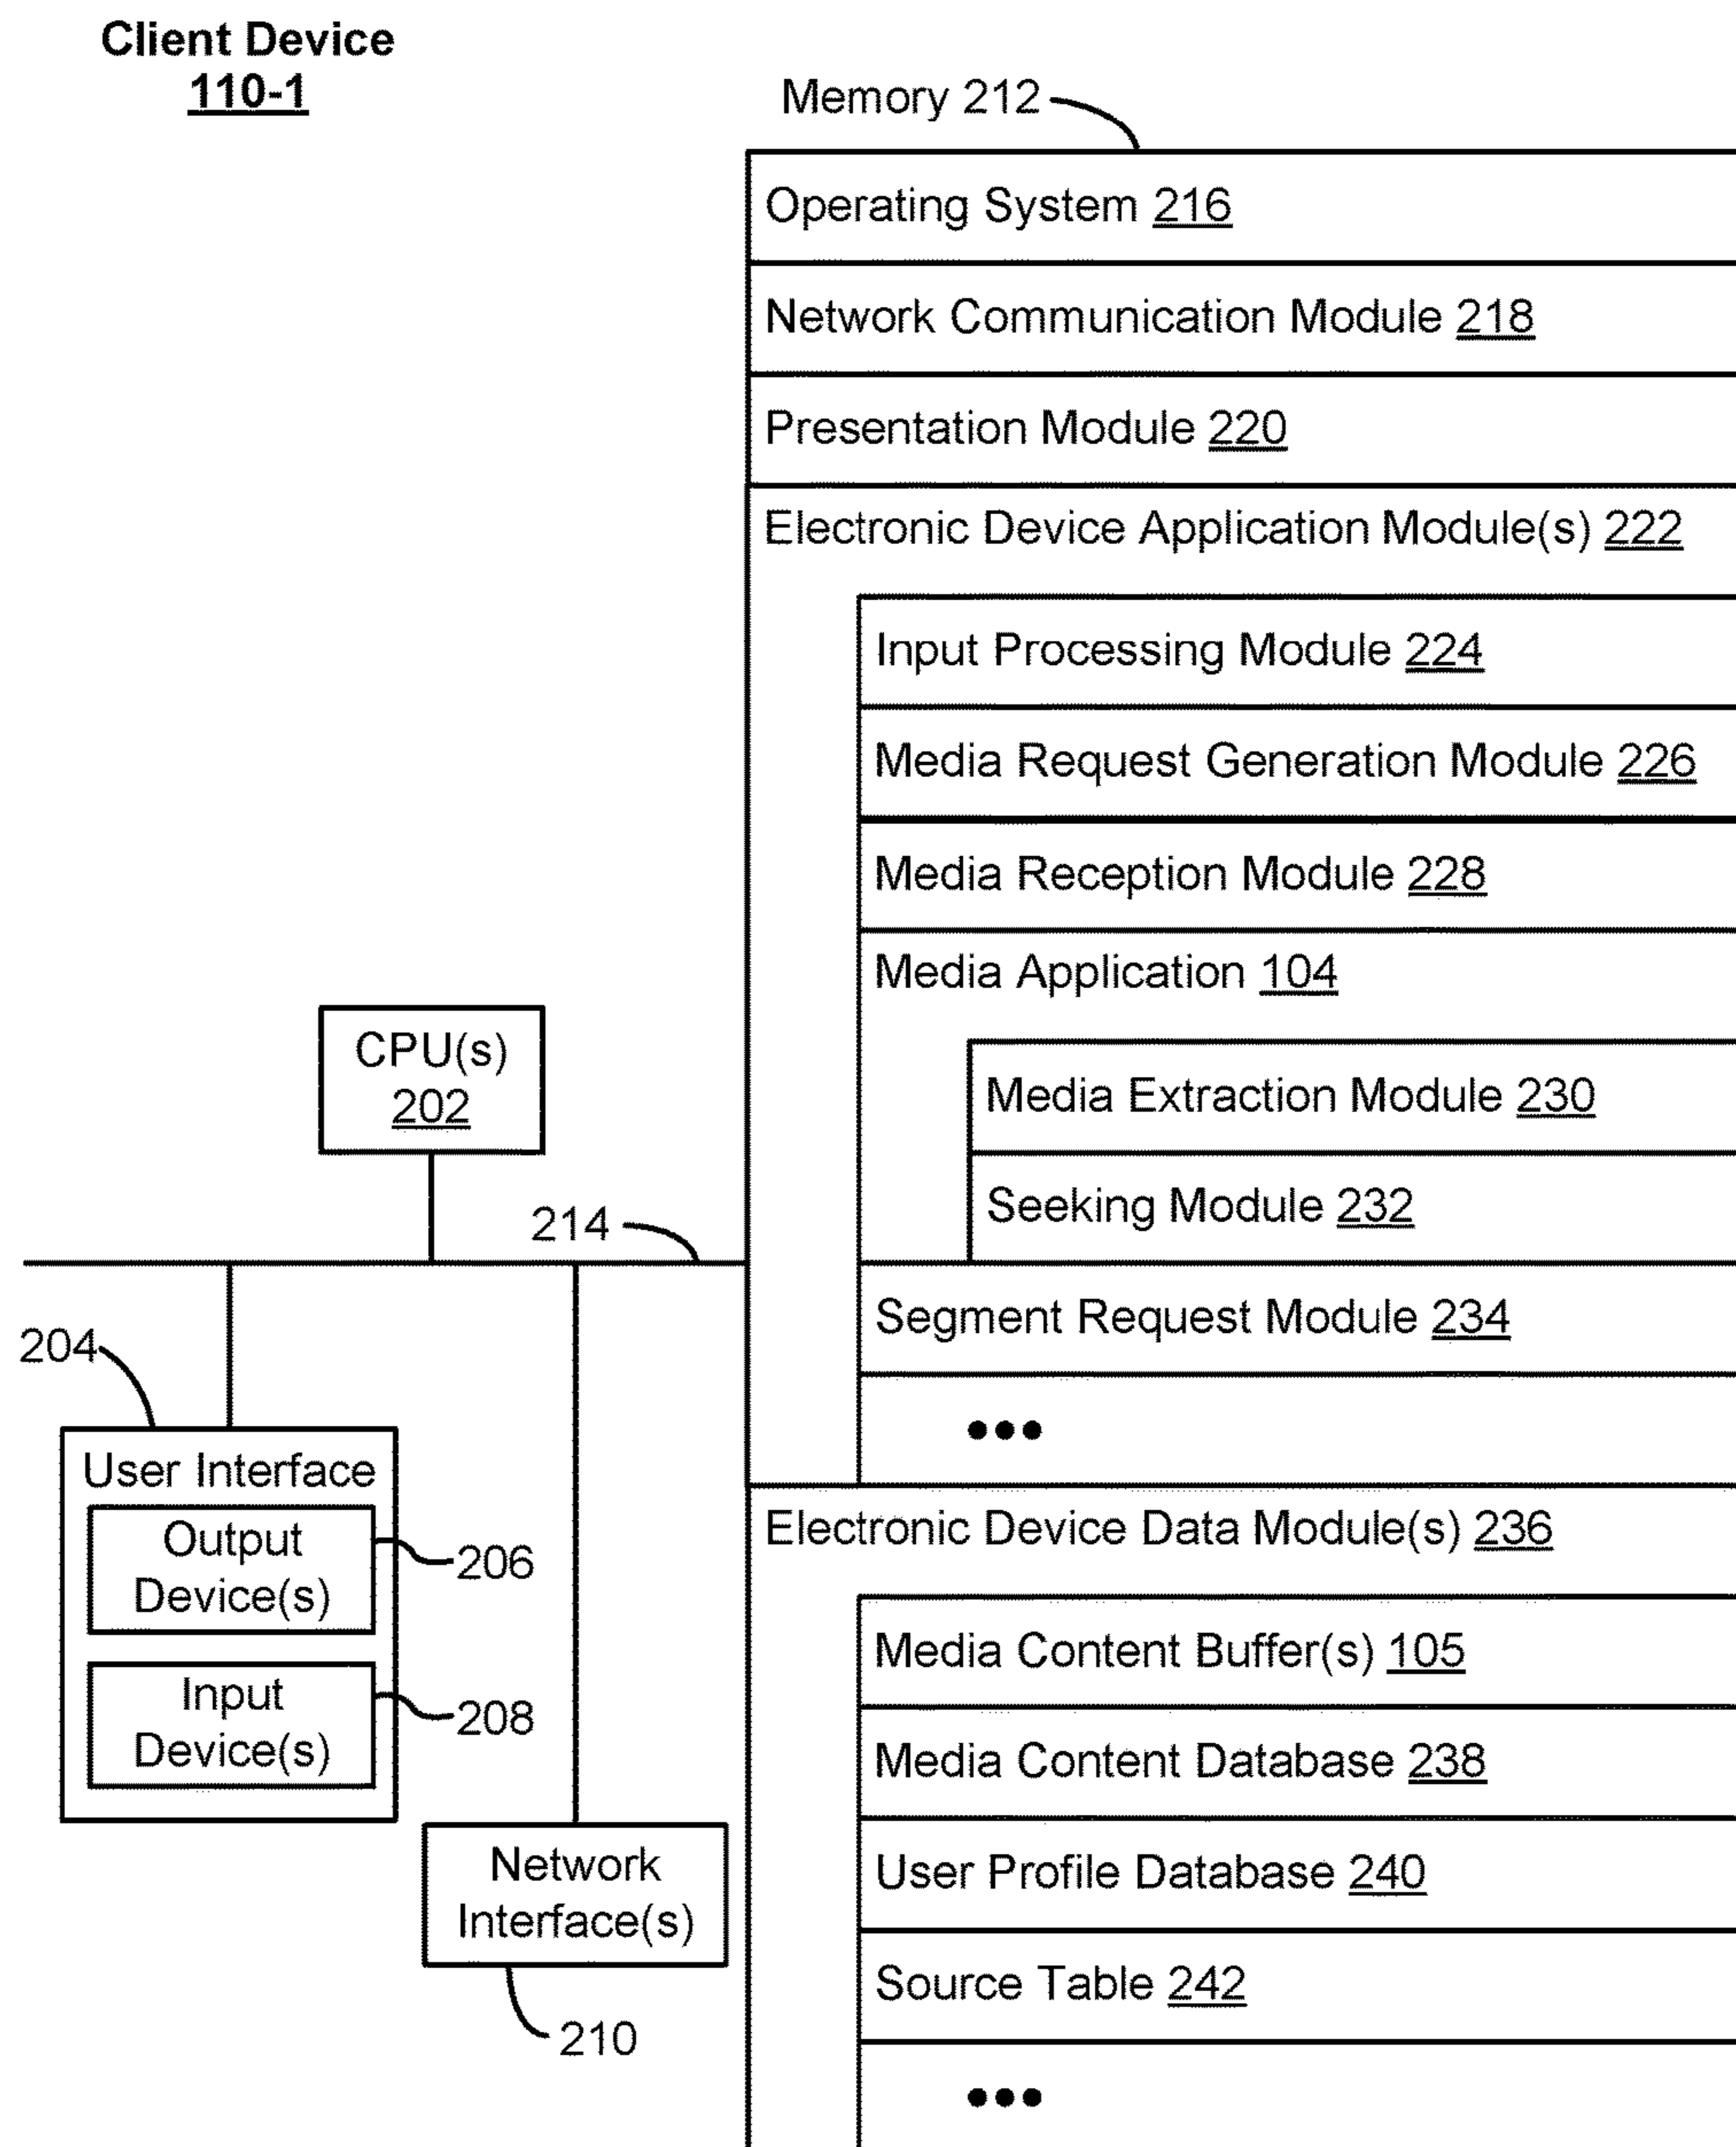 Client Device
110-1
Memory 212
Operating System 216
Network Communication Module 218
Presentation Module 220
Electronic Device Application Module(s) 222
Input Processing Module 224
Media Request Generation Module 226
Media Reception Module 228
Media Application 104
Media Extraction Module 230
Seeking Module 232
Segment Request Module 234
•••
Electronic Device Data Module(s) 236
Media Content Buffer(s) 105
Media Content Database 238
User Profile Database 240
Source Table 242
•••
CPU(s)
202
214
204
User Interface
Output
Device(s)
206
Input
Device(s)
208
Network
Interface(s)
210